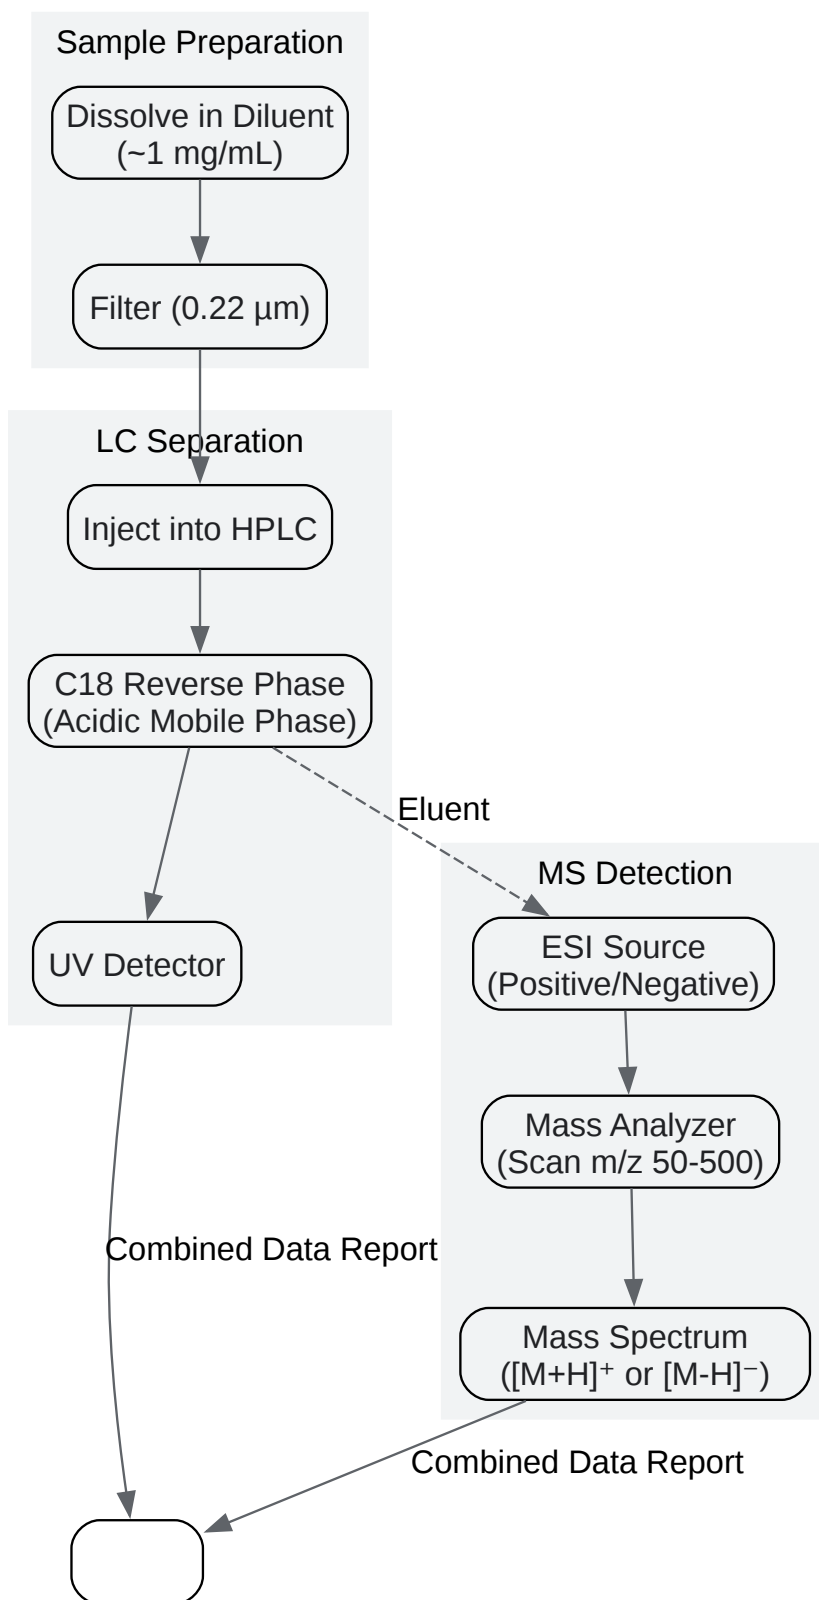 Sample Preparation
Dissolve in Diluent
(~1 mg/mL)
Filter (0.22 µm)
LC Separation
Inject into HPLC
C18 Reverse Phase
(Acidic Mobile Phase)
Eluent
MS Detection
UV Detector
ESI Source
(Positive/Negative)
Mass Analyzer
(Scan m/z 50-500)
Combined Data Report
Mass Spectrum
([M+H]⁺ or [M-H]⁻)
Combined Data Report